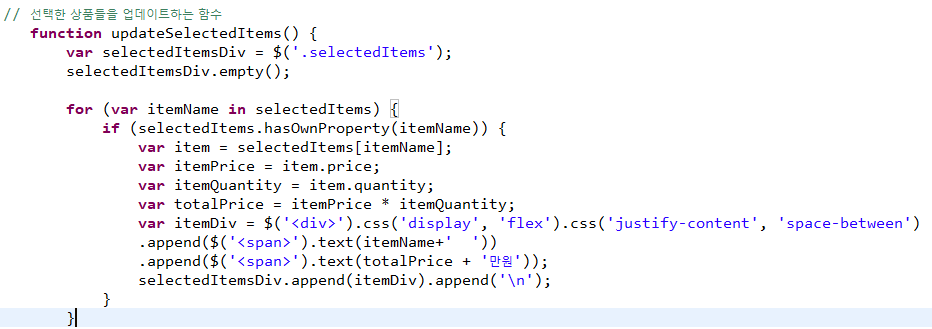 // 선택한 상품들을 업데이트하는 함수
function updateSelectedItems() {
var selectedItemsDiv = $('.selectedItems');
selectedItemsDiv.empty();
for (var itemName in selectedItems) {
if (selectedItems.hasOwnProperty(itemName)) {
var item = selectedItems[itemName];
var itemPrice = item.price;
var itemQuantity = item.quantity;
var totalPrice = itemPrice * itemQuantity;
var itemDiv = $('<div>').css('display', 'flex').css('justify-content', 'space-between')
.append($('<span>').text(itemName+'  '))
.append($('<span>').text(totalPrice + '만원'));
selectedItemsDiv.append(itemDiv).append('\n');
}
}